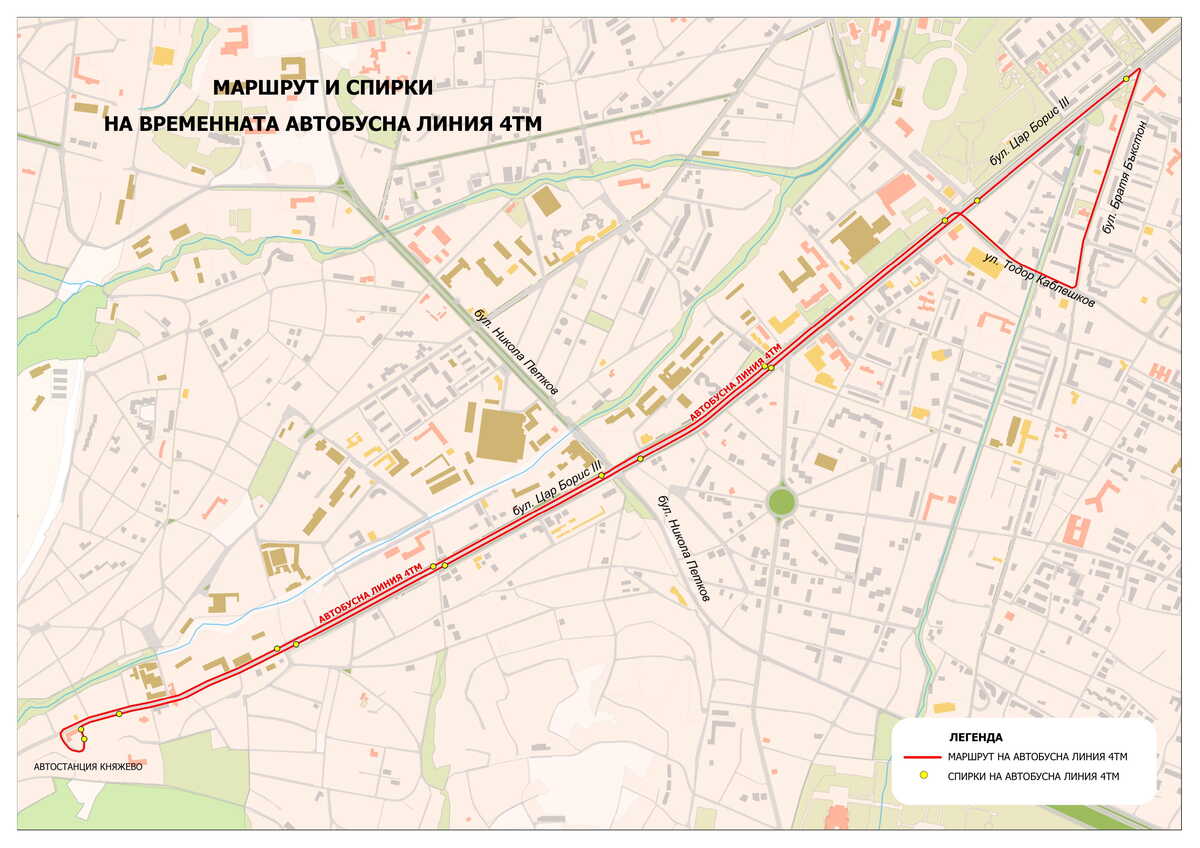 МАРШРУТ И СПИРКИ
НА ВРЕМЕННАТА АВТОБУСНА ЛИНИЯ 4ТМ
бул. Цар Борис III
бул. Братя Бъкстон
ул. Тодор Каблешков
бул. Никола Петков
АВТОБУСНА ЛИНИЯ 4ТМ
бул. Цар Борис III
бул. Никола Петков
АВТОБУСНА ЛИНИЯ 4ТМ
АВТОСТАНЦИЯ КНЯЖЕВО
ЛЕГЕНДА
МАРШРУТ НА АВТОБУСНА ЛИНИЯ 4ТМ
СПИРКИ НА АВТОБУСНА ЛИНИЯ 4ТМ